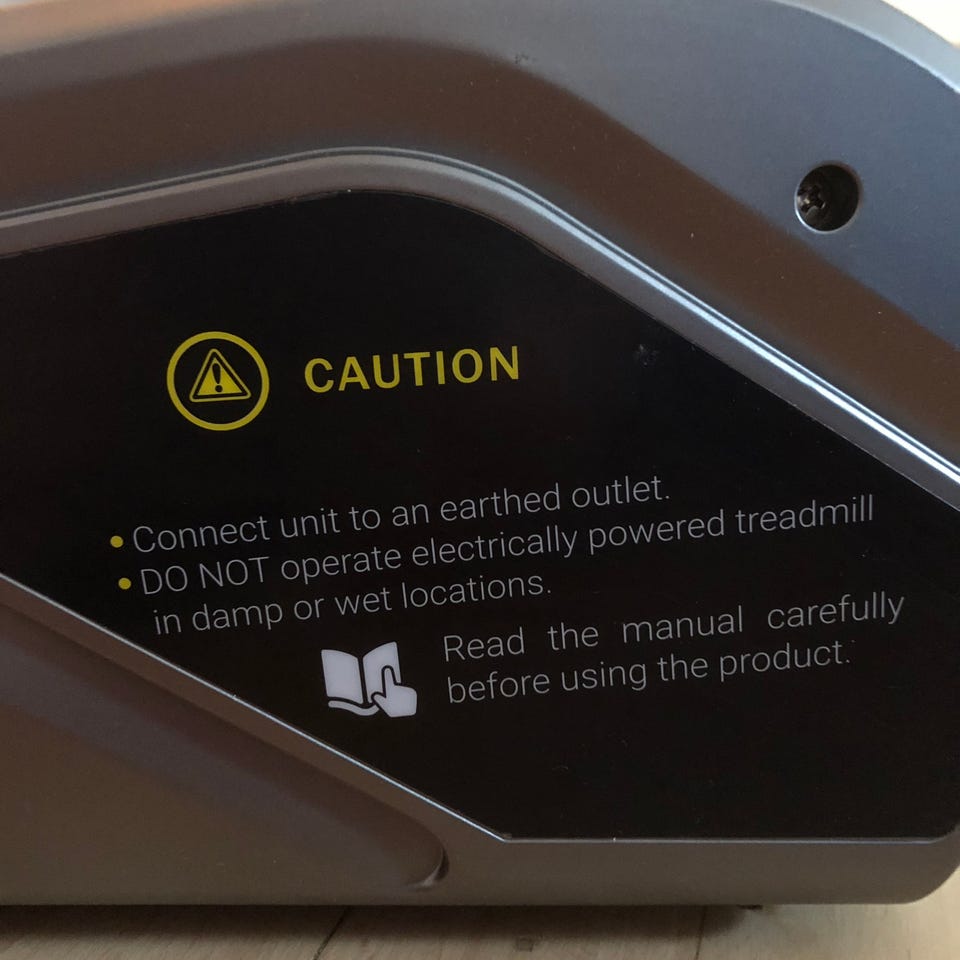 CAUTION
• Connect unit to an earthed outlet.
• DO NOT operate electrically powered treadmill
in damp or wet locations.
Read the manual carefully
before using the product.